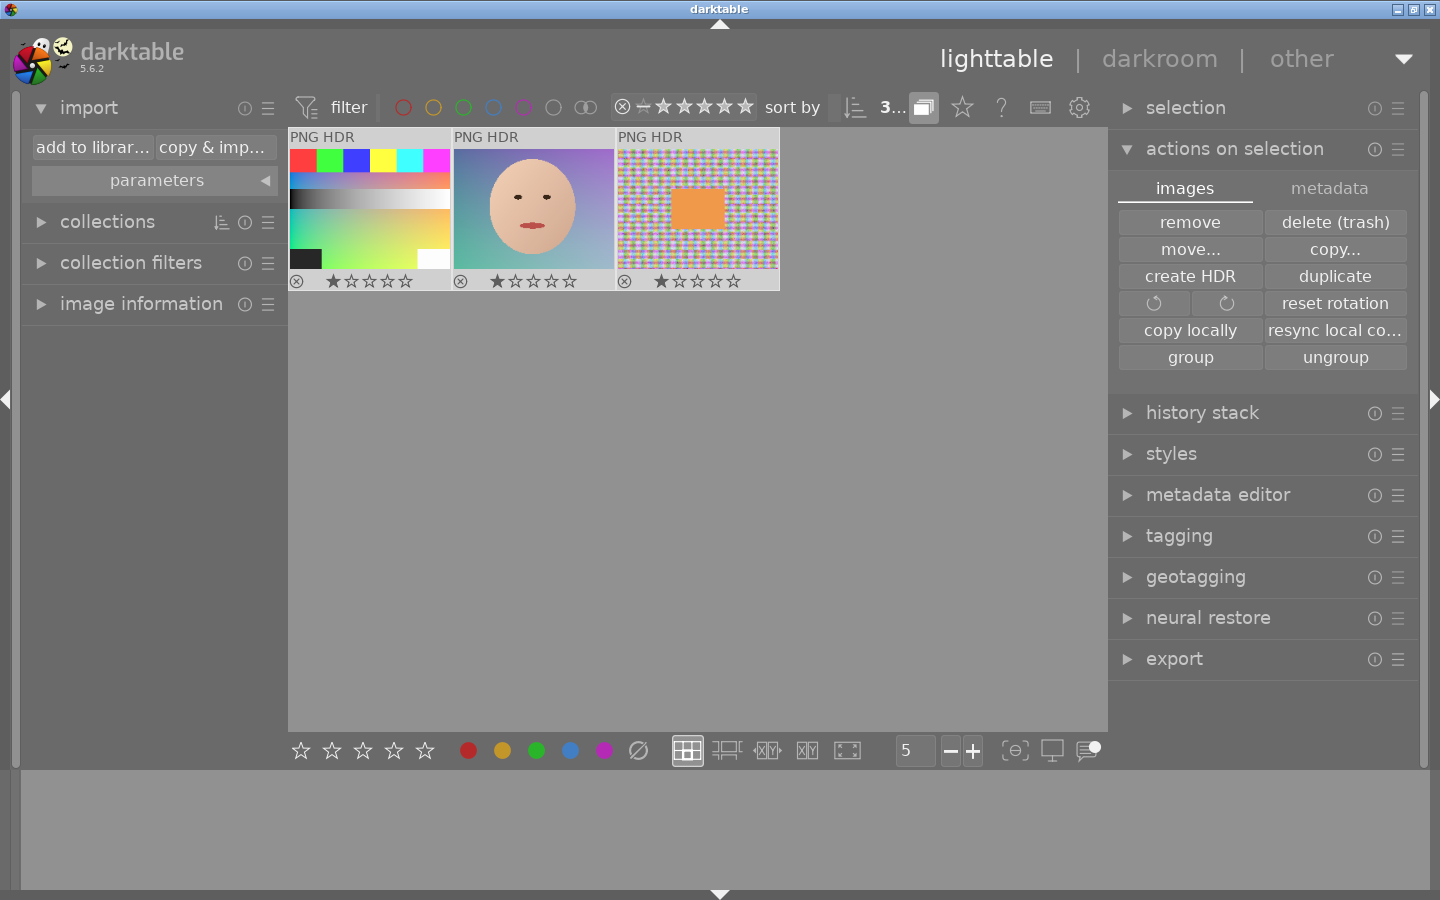 darktable
darktable
5.6.2
lighttable | darkroom | other
import
filter
sort by
3...
selection
add to librar...
copy & imp...
parameters
collections
collection filters
image information
PNG HDR
PNG HDR
PNG HDR
actions on selection
images
metadata
remove
delete (trash)
move...
copy...
create HDR
duplicate
reset rotation
copy locally
resync local co...
group
ungroup
history stack
styles
metadata editor
tagging
geotagging
neural restore
export
5